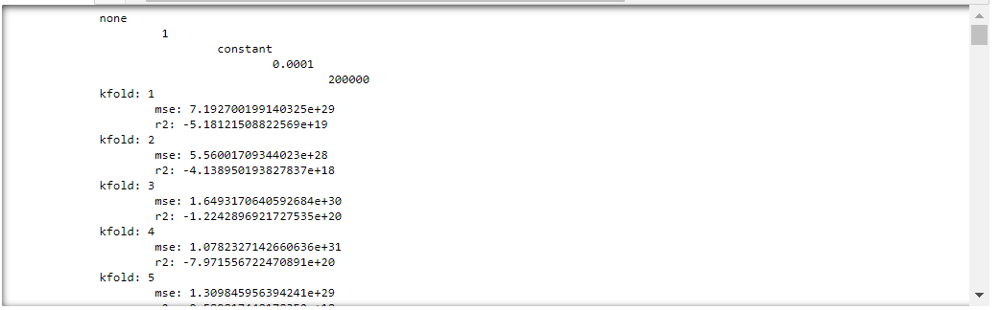 none
1
constant
0.0001
200000
kfold: 1
mse: 7.192700199140325e+29
r2: -5.18121508822569e+19
kfold: 2
mse: 5.56001709344023e+28
r2: -4.138950193827837e+18
kfold: 3
mse: 1.6493170640592684e+30
r2: -1.2242896921727535e+20
kfold: 4
mse: 1.0782327142660636e+31
r2: -7.971556722470891e+20
kfold: 5
mse: 1.309845956394241e+29